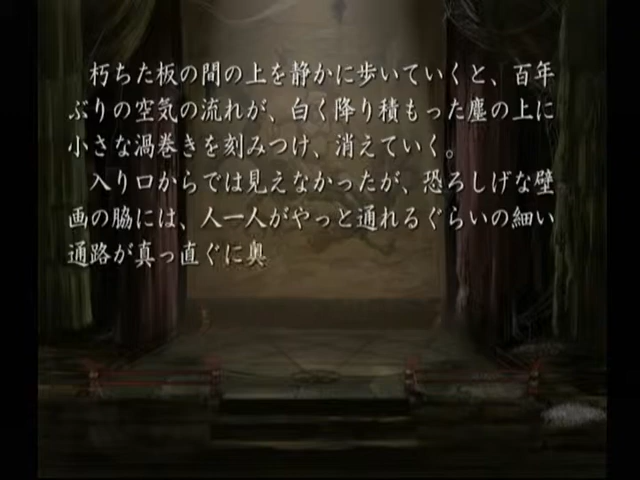 朽ちた板の間の上を静かに歩いていくと、百年
ぶりの空気の流れが、白く降り積もった塵の上に
小さな渦巻きを刻みつけ、消えていく。
　入り口からでは見えなかったが、恐ろしげな壁
画の脇には、人一人がやっと通れるぐらいの細い
通路が真っ直ぐに奥